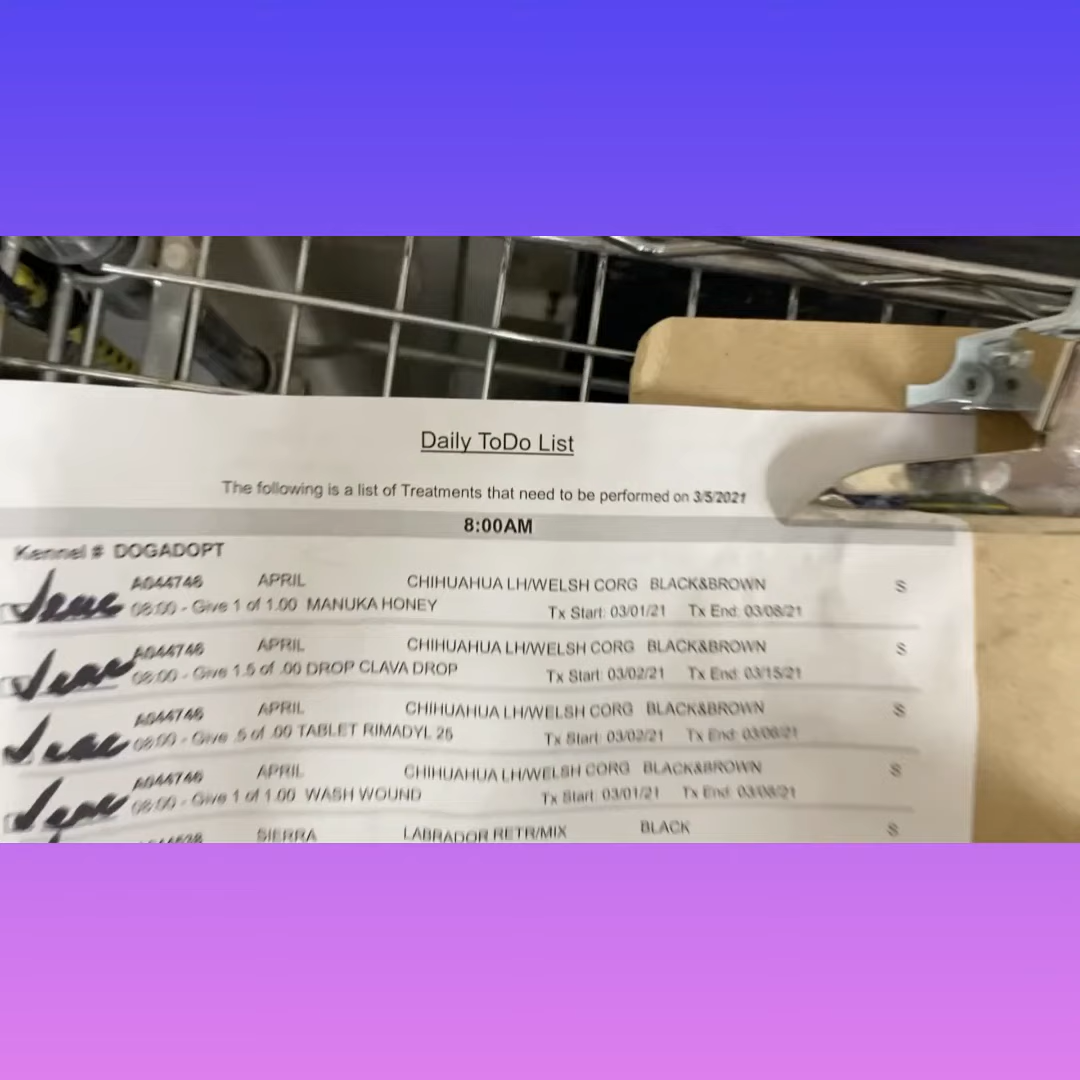 Daily ToDo List
The following is a list of Treatments that need to be performed on 3/5/2021
8:00AM
Kennel # DOGADOPT
A044746 APRIL CHIHUAHUA LH/WELSH CORG BLACK&BROWN S
08:00 - Give 1 of 1.00 MANUKA HONEY Tx Start: 03/01/21 Tx End: 03/08/21
A044746 APRIL CHIHUAHUA LH/WELSH CORG BLACK&BROWN S
08:00 - Give 1.5 of .00 DROP CLAVA DROP Tx Start: 03/02/21 Tx End: 03/15/21
A044746 APRIL CHIHUAHUA LH/WELSH CORG BLACK&BROWN S
08:00 - Give .5 of .00 TABLET RIMADYL 25 Tx Start: 03/02/21 Tx End:
A044746 APRIL CHIHUAHUA LH/WELSH CORG BLACK&BROWN S
08:00 - Give 1 of 1.00 WASH WOUND Tx Start: 03/01/21 Tx End: 03/08/21
SIERRA LABRADOR RETR/MIX BLACK S